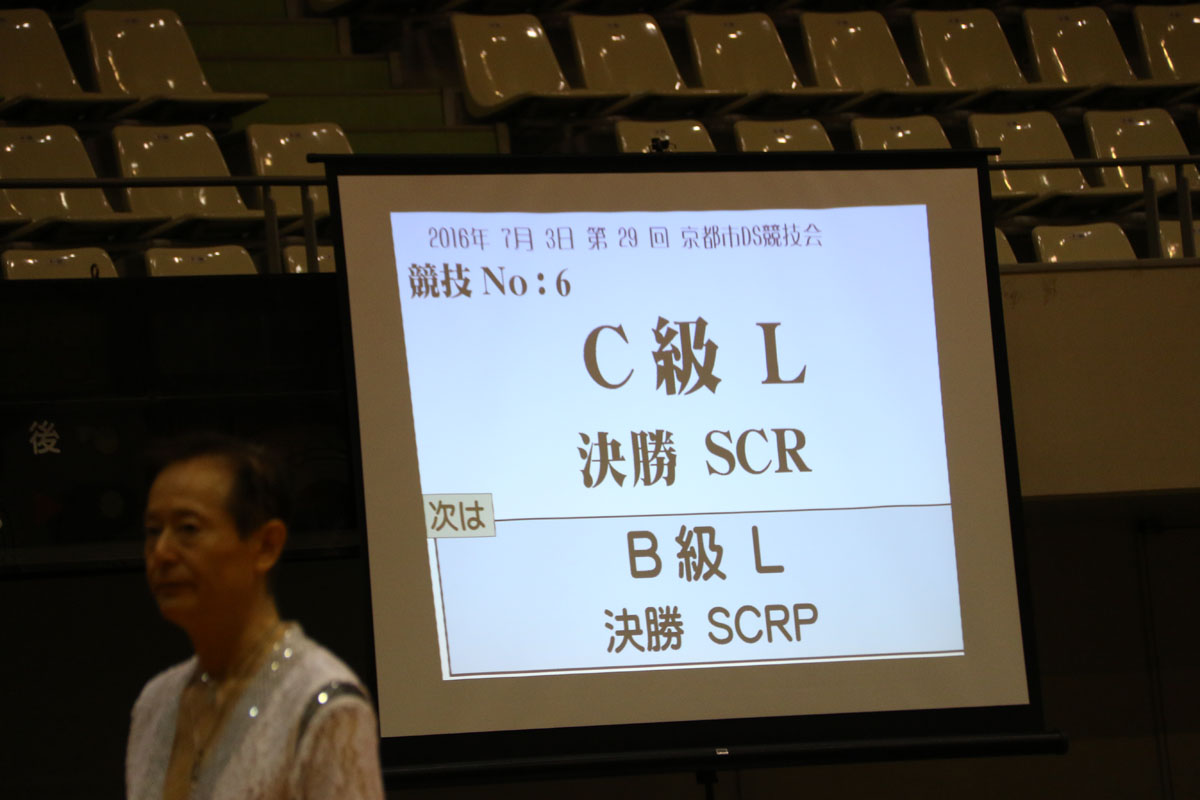 2016年 7月 3日 第 29 回 京都市DS競技会
競技 No：6
C級 L
決勝 SCR
次は
B級 L
決勝 SCRP
後